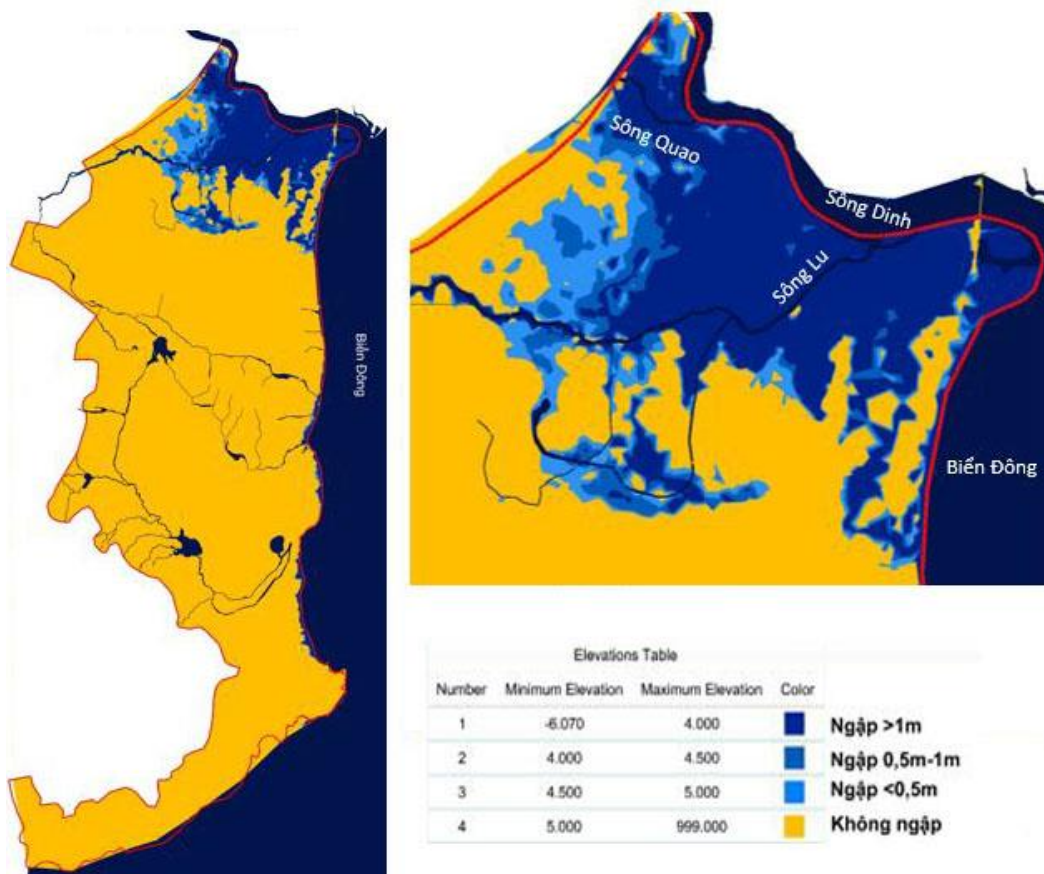 Biển Đông
Sông Quao
Sông Dinh
Sông Lu
Biển Đông
Elevations Table
Number Minimum Elevation Maximum Elevation Color
1 -6.070 4.000 Ngập >1m
2 4.000 4.500 Ngập 0,5m-1m
3 4.500 5.000 Ngập <0,5m
4 5.000 999.000 Không ngập